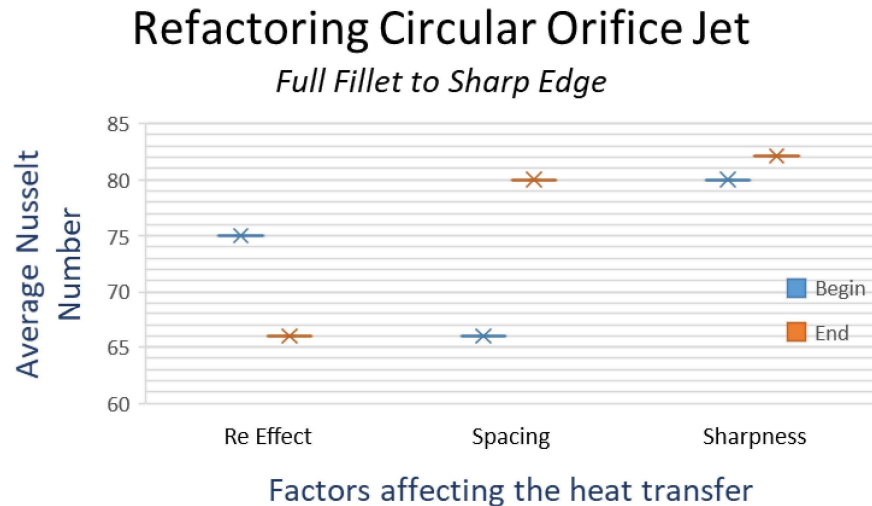 Refactoring Circular Orifice Jet
Full Fillet to Sharp Edge
Average Nusselt
Number
85
80
75
70
65
60
Begin
End
Re Effect
Spacing
Sharpness
Factors affecting the heat transfer